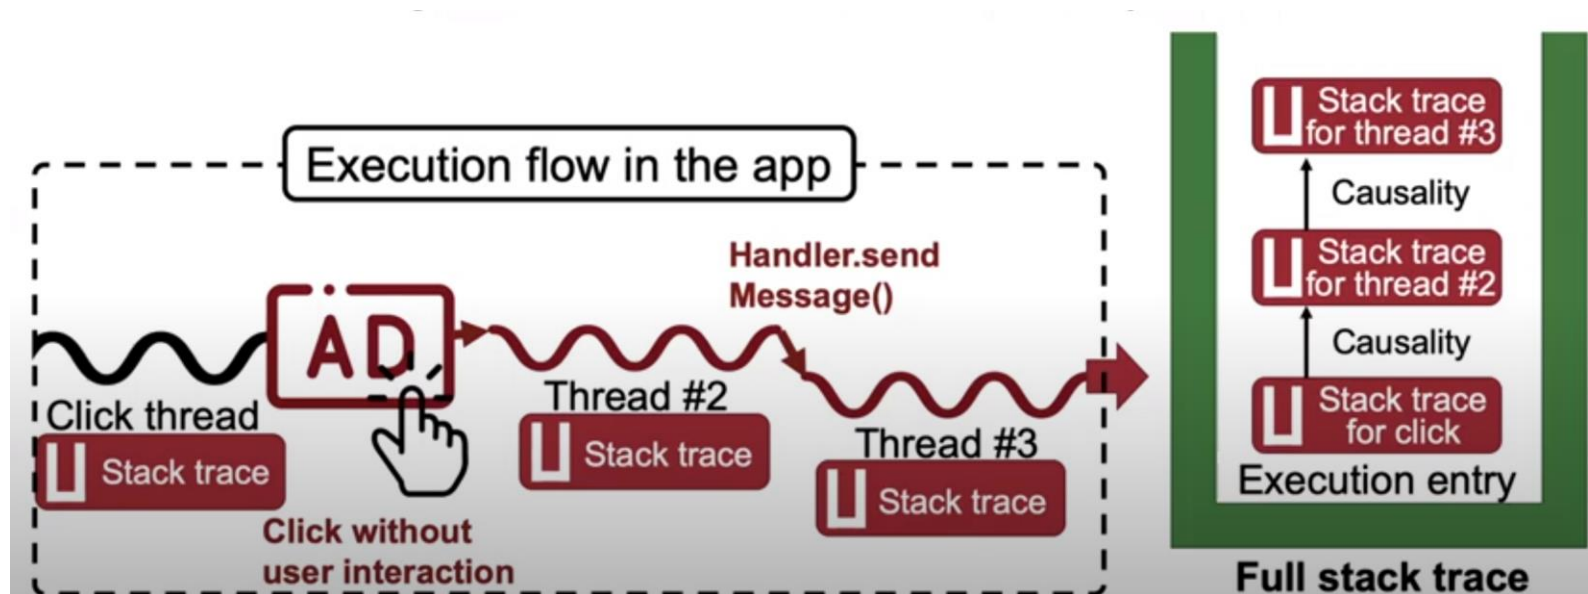 Execution flow in the app
Handler.send
Message()
AD
Click thread
Stack trace
Click without
user interaction
Thread #2
Stack trace
Thread #3
Stack trace
Stack trace
for thread #3
Causality
Stack trace
for thread #2
Causality
Stack trace
for click
Execution entry
Full stack trace